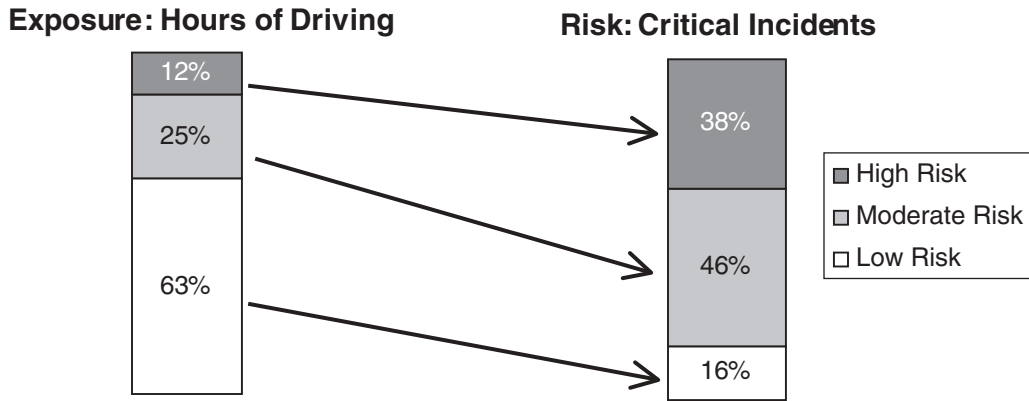 Exposure: Hours of Driving
12%
25%
63%
Risk: Critical Incidents
38%
46%
16%
High Risk
Moderate Risk
Low Risk